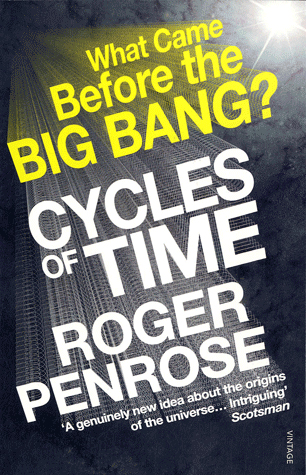 What Came
Before the
BIG BANG?
CYCLES
OF TIME
ROGER
PENROSE
'A genuinely new idea about the origins
of the universe... Intriguing'
Scotsman
VINTAGE